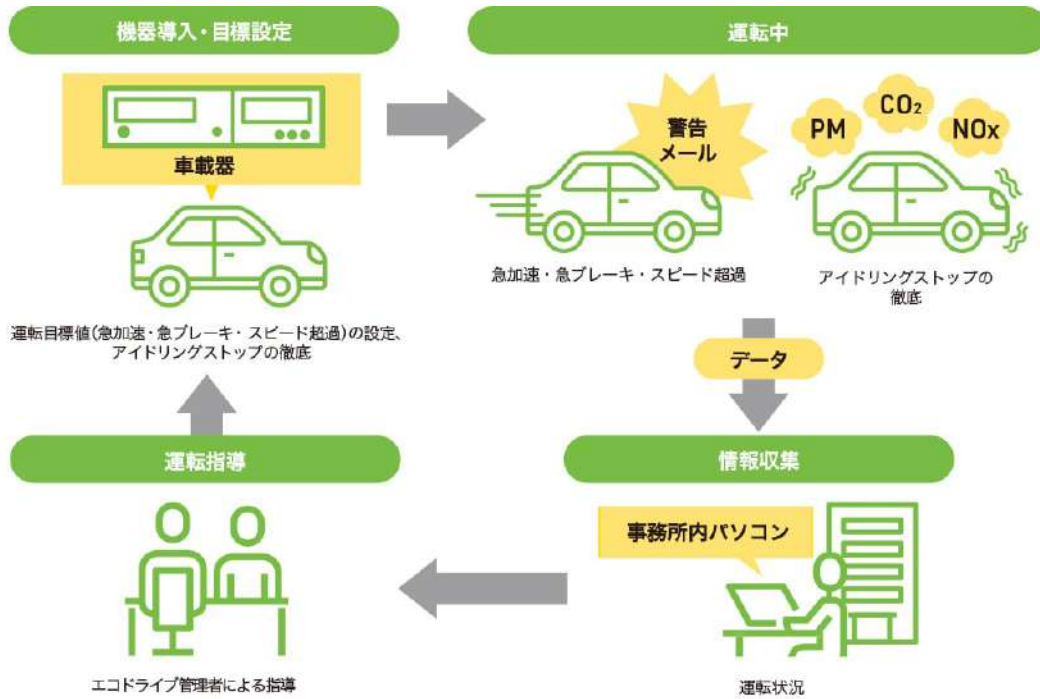 機器導入・目標設定
車載器
運転目標値(急加速・急ブレーキ・スピード超過)の設定、
アイドリングストップの徹底
運転中
警告
メール
急加速・急ブレーキ・スピード超過
PM
CO₂
NOx
アイドリングストップの
徹底
データ
情報収集
事務所内パソコン
運転状況
運転指導
エコドライブ管理者による指導